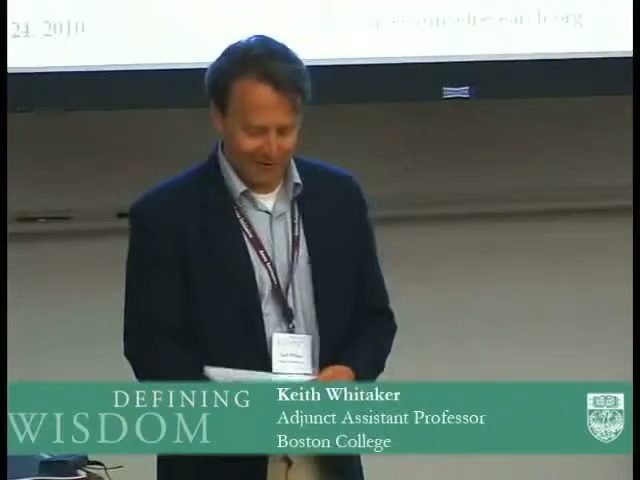 24, 2010
DEFINING
WISDOM
Keith Whitaker
Adjunct Assistant Professor
Boston College